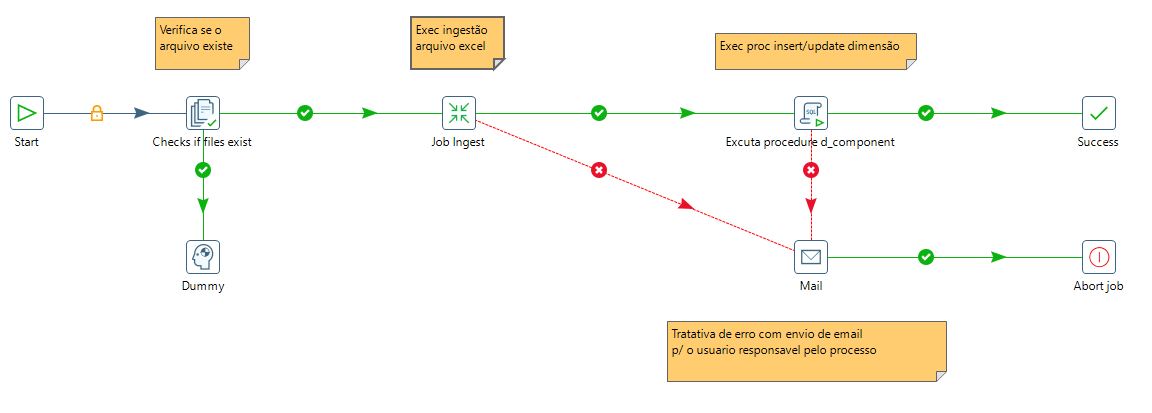 Verifica se o
arquivo existe
Exec ingestão
arquivo excel
Exec proc insert/update dimensão
Start
Checks if files exist
Job Ingest
SQL
Excuta procedure d_component
Success
Dummy
Mail
Abort job
Tratativa de erro com envio de email
p/ o usuario responsavel pelo processo